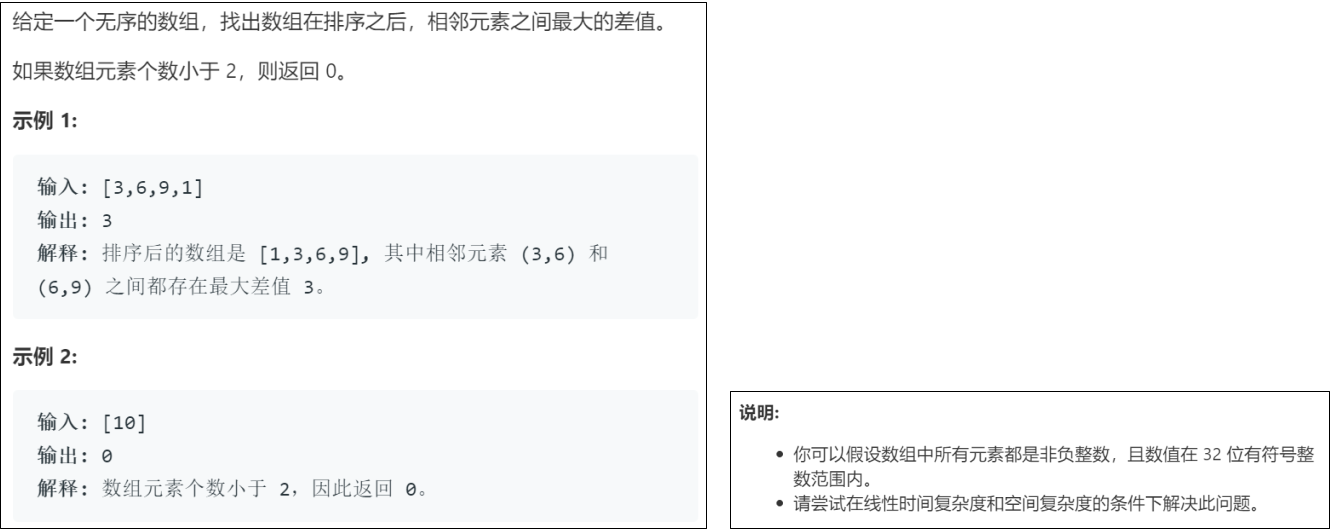 给定一个无序的数组，找出数组在排序之后，相邻元素之间最大的差值。
如果数组元素个数小于 2，则返回 0。
示例 1:
输入: [3,6,9,1]
输出: 3
解释: 排序后的数组是 [1,3,6,9], 其中相邻元素 (3,6) 和
(6,9) 之间都存在最大差值 3。
示例 2:
输入: [10]
输出: 0
解释: 数组元素个数小于 2，因此返回 0。
说明:
• 你可以假设数组中所有元素都是非负整数，且数值在 32 位有符号整
数范围内。
• 请尝试在线性时间复杂度和空间复杂度的条件下解决此问题。